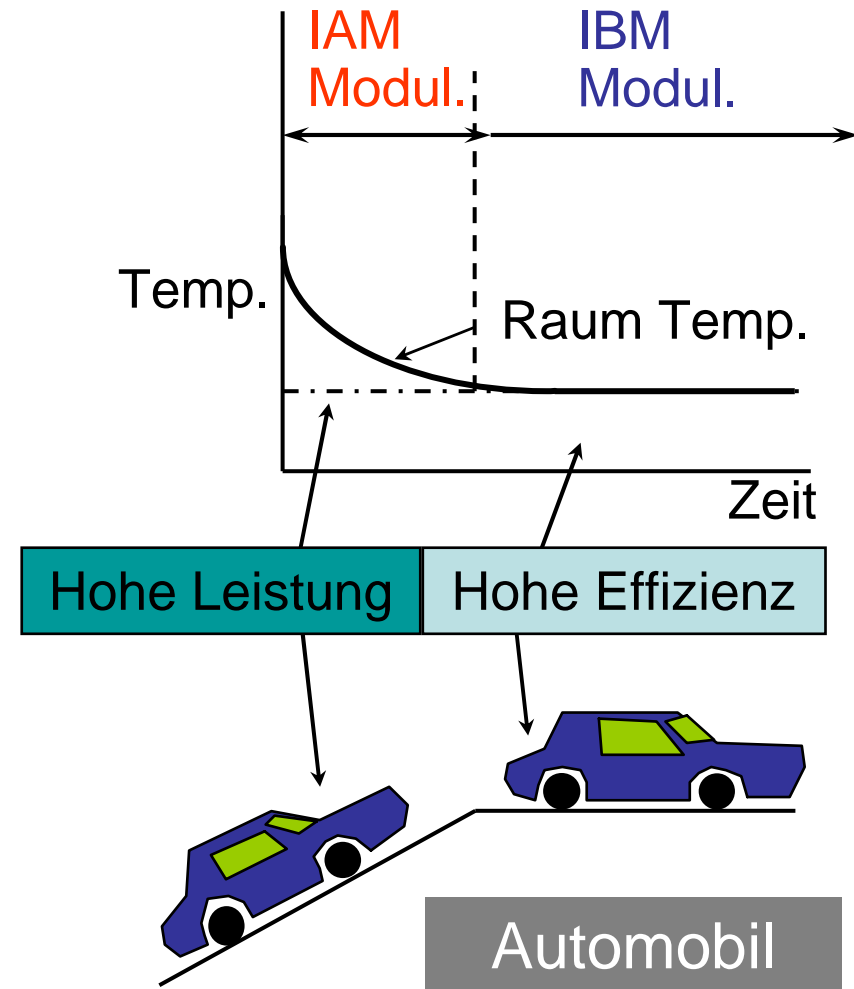 IAM
Modul.
IBM
Modul.
Temp.
Raum Temp.
Zeit
Hohe Leistung
Hohe Effizienz
Automobil